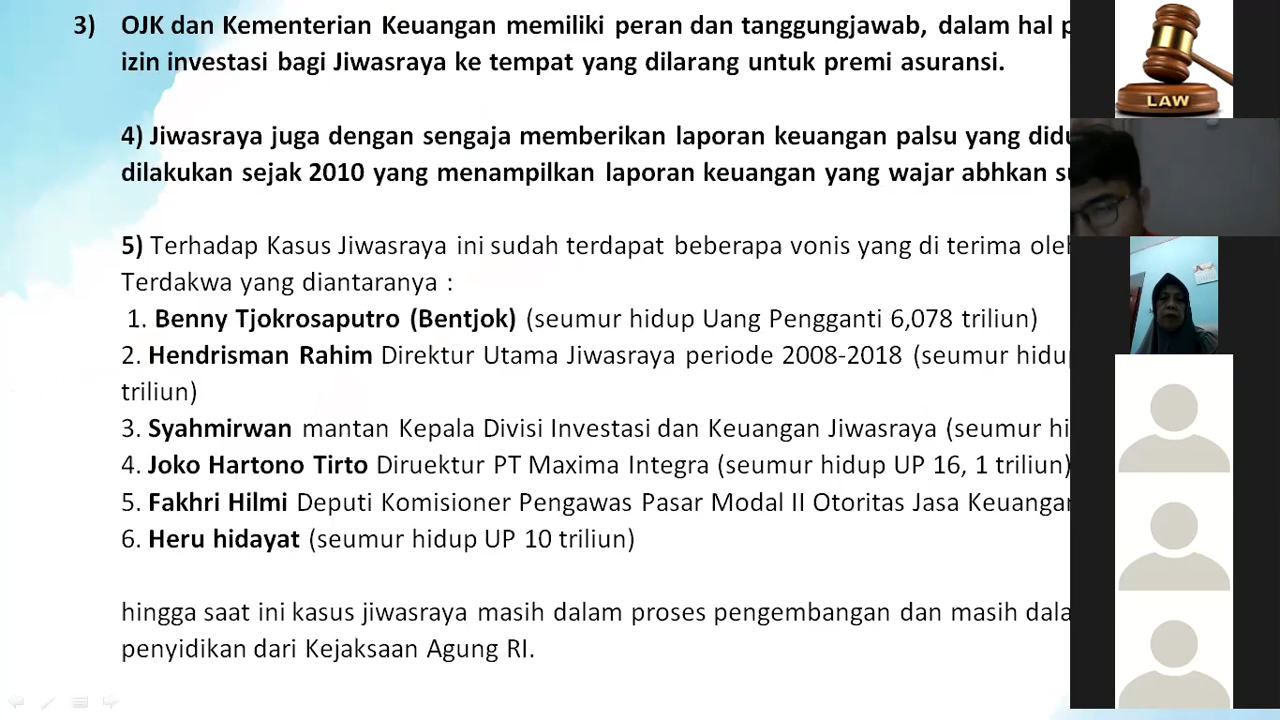 3) OJK dan Kementerian Keuangan memiliki peran dan tanggungjawab, dalam hal
izin investasi bagi Jiwasraya ke tempat yang dilarang untuk premi asuransi.
4) Jiwasraya juga dengan sengaja memberikan laporan keuangan palsu yang
dilakukan sejak 2010 yang menampilkan laporan keuangan yang wajar abhkan
5) Terhadap Kasus Jiwasraya ini sudah terdapat beberapa vonis yang di terima
Terdakwa yang diantaranya :
1. Benny Tjokrosaputro (Bentjok) (seumur hidup Uang Pengganti 6,078 triliun)
2. Hendrisman Rahim Direktur Utama Jiwasraya periode 2008-2018 (seumur
triliun)
3. Syahmirwan mantan Kepala Divisi Investasi dan Keuangan Jiwasraya (seumur
4. Joko Hartono Tirto Diruektur PT Maxima Integra (seumur hidup UP 16, 1 triliun)
5. Fakhri Hilmi Deputi Komisioner Pengawas Pasar Modal II Otoritas Jasa
6. Heru hidayat (seumur hidup UP 10 triliun)
hingga saat ini kasus jiwasraya masih dalam proses pengembangan dan masih
penyidikan dari Kejaksaan Agung RI.
LAW